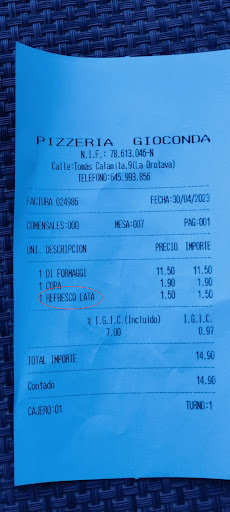 PIZZERIA GIOCONDA
N.I.F.: 78.613.046-N
Calle:Tomás Calamita,9(La Orotava)
TELEFONO:645.993.856
FACTURA 024985 FECHA:30/04/2023
COMENSALES:000 MESA:007 PAG:001
UNI. DESCRIPCION PRECIO IMPORTE
1 DI FORMAGGI 11.50 11.50
1 COPA 1.90 1.90
1 REFRESCO LATA 1.50 1.50
% I.G.I.C.(Incluido) I.G.I.C.
7.00 0.97
TOTAL IMPORTE 14.90
Contado 14.90
CAJERO:01 TURNO:1